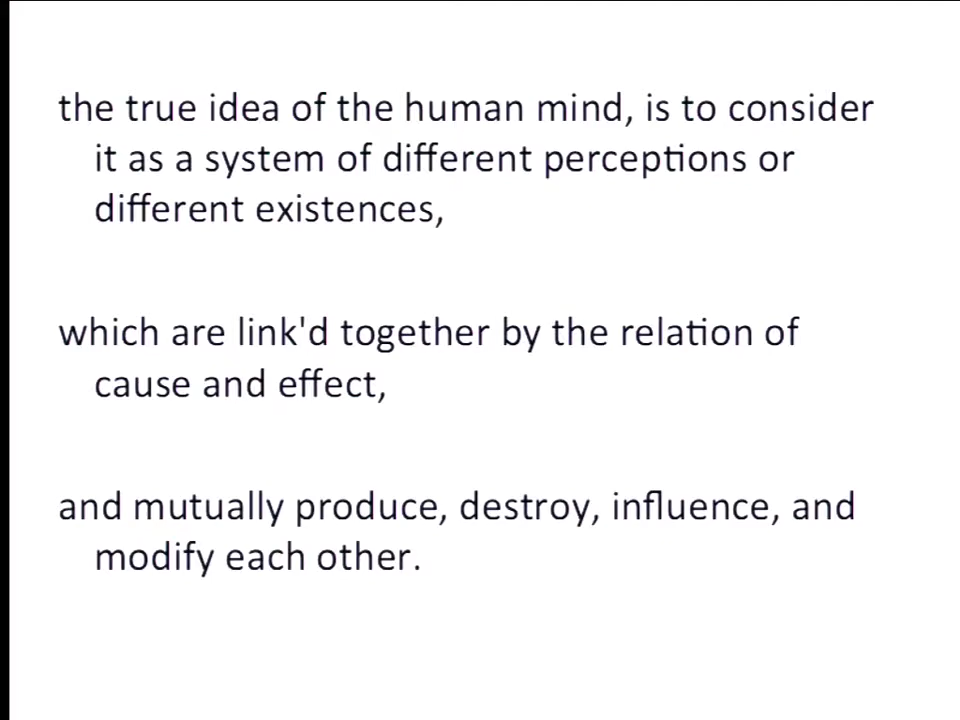 the true idea of the human mind, is to consider
it as a system of different perceptions or
different existences,
which are link'd together by the relation of
cause and effect,
and mutually produce, destroy, influence, and
modify each other.